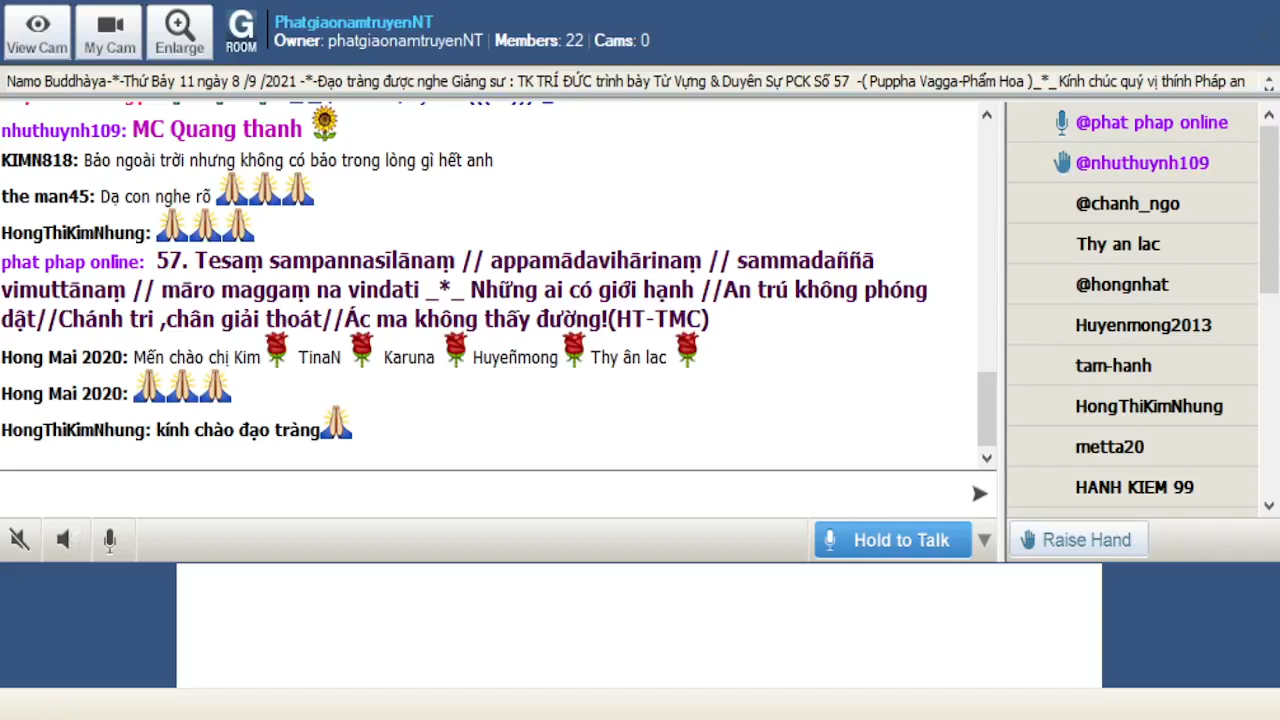 View Cam
My Cam
Enlarge
G
ROOM
PhatgiaonamtruyenNT
Owner: phatgiaonamtruyenNT | Members: 22 | Cams: 0
Namo Buddhàya-*-Thứ Bảy 11 ngày 8 /9 /2021 -*-Đạo tràng được nghe Giảng sư : TK TRÍ ĐỨC trình bày Từ Vựng & Duyên Sự PCK Số 57 -( Puppha Vagga-Phẩm Hoa )_*_Kính chúc quý vị thính Pháp an
nhuthuynh109: MC Quang thanh
KIMN818: Bảo ngoài trời nhưng không có bảo trong lòng gì hết anh
the man45: Dạ con nghe rõ
HongThiKimNhung:
phat phap online: 57. Tesaṃ sampannasīlānaṃ // appamādavihārinaṃ // sammadaññā
vimuttānaṃ // māro maggaṃ na vindati _*_ Những ai có giới hạnh //An trú không phóng
dật//Chánh tri ,chân giải thoát//Ác ma không thấy đường!(HT-TMC)
Hong Mai 2020: Mến chào chị Kim TinaN Karuna Huyeñmong Thy ân lac
Hong Mai 2020:
HongThiKimNhung: kính chào đạo tràng
@phat phap online
@nhuthuynh109
@chanh_ngo
Thy an lac
@hongnhat
Huyenmong2013
tam-hanh
HongThiKimNhung
metta20
HANH KIEM 99
Hold to Talk
Raise Hand